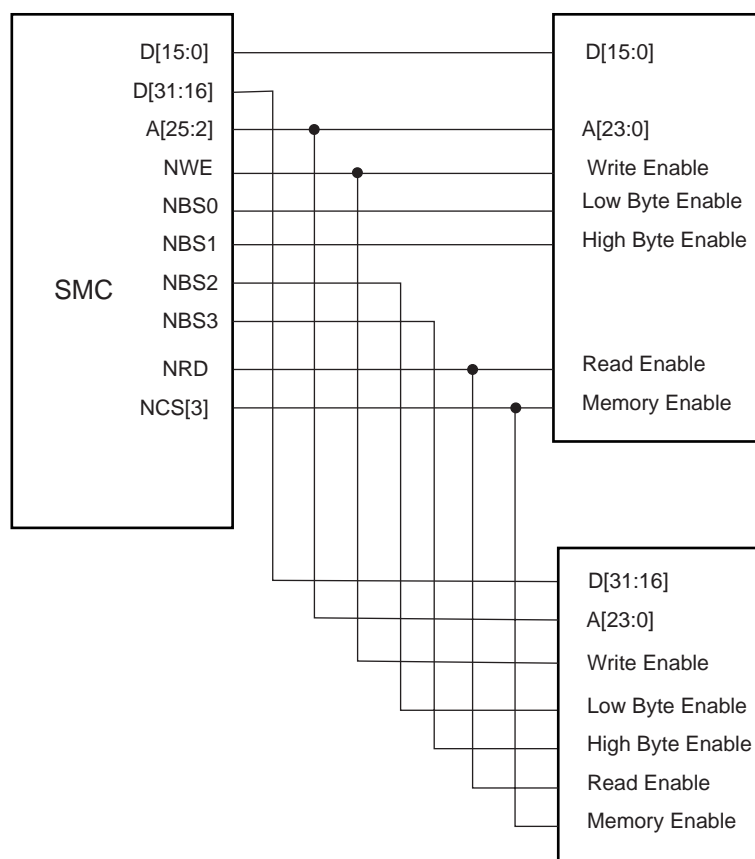 D[15:0]
D[31:16]
A[25:2]
NWE
NBS0
NBS1
NBS2
NBS3
NRD
NCS[3]
SMC
D[15:0]
A[23:0]
Write Enable
Low Byte Enable
High Byte Enable
Read Enable
Memory Enable
D[31:16]
A[23:0]
Write Enable
Low Byte Enable
High Byte Enable
Read Enable
Memory Enable